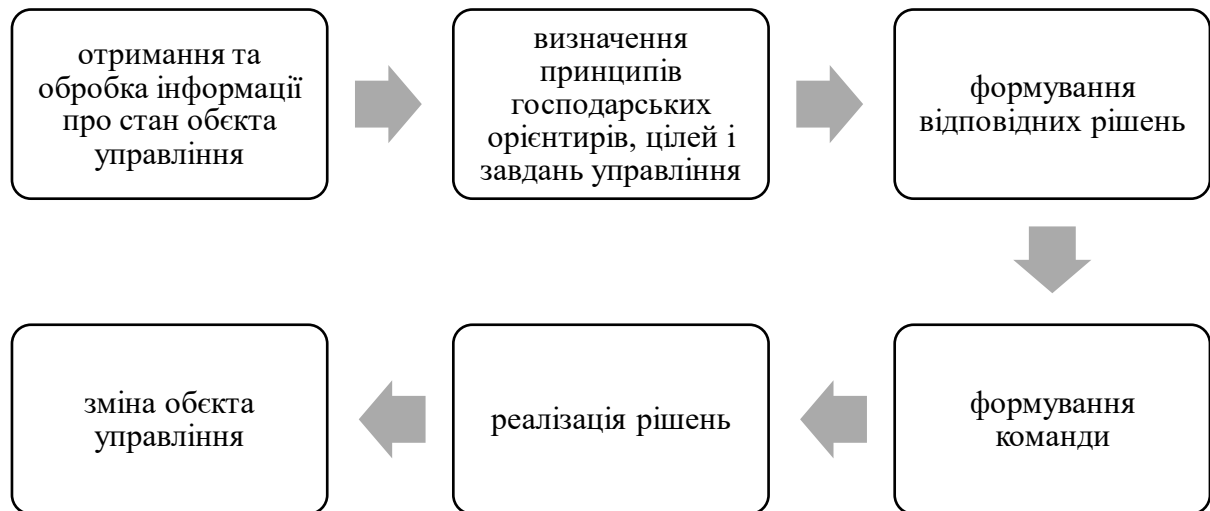 отримання та
обробка інформації
про стан обєкта
управління
визначення
принципів
господарських
орієнтирів, цілей і
завдань управління
формування
відповідних рішень
формування
команди
реалізація рішень
зміна обєкта
управління